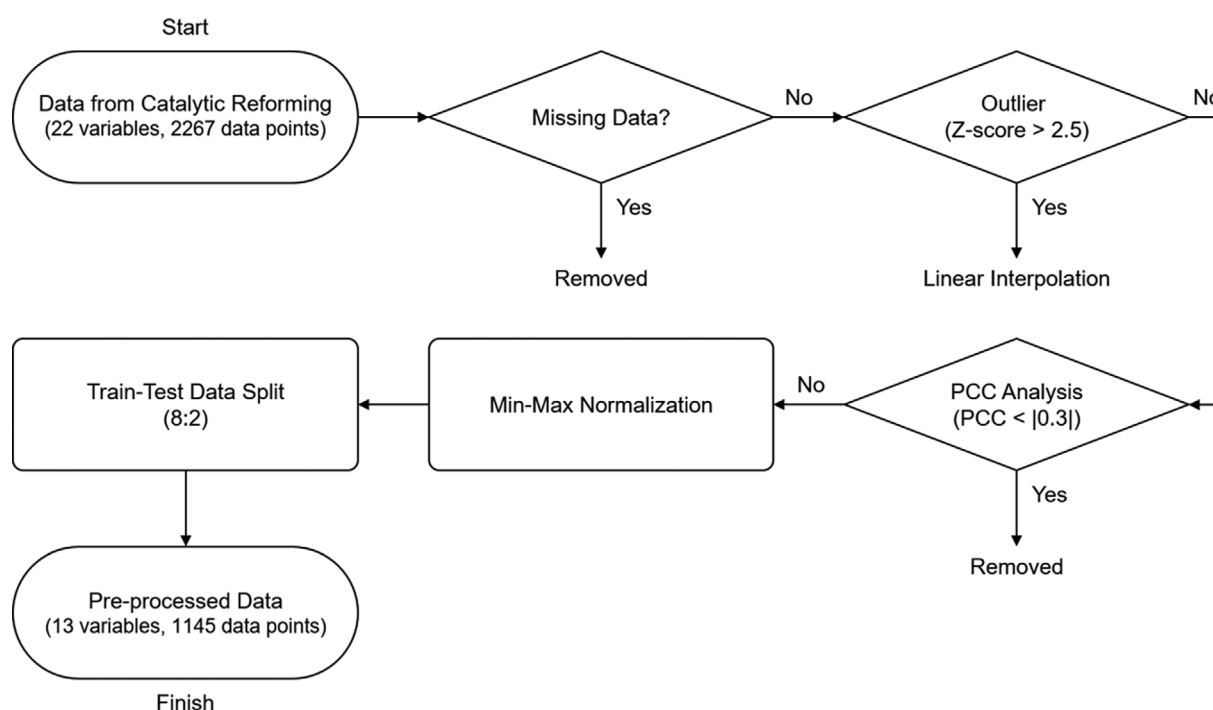 Start
Data from Catalytic Reforming
(22 variables, 2267 data points)
Missing Data?
No
Outlier
(Z-score > 2.5)
No
Yes
Removed
Yes
Linear Interpolation
Train-Test Data Split
(8:2)
Min-Max Normalization
No
PCC Analysis
(PCC < |0.3|)
Yes
Removed
Pre-processed Data
(13 variables, 1145 data points)
Finish